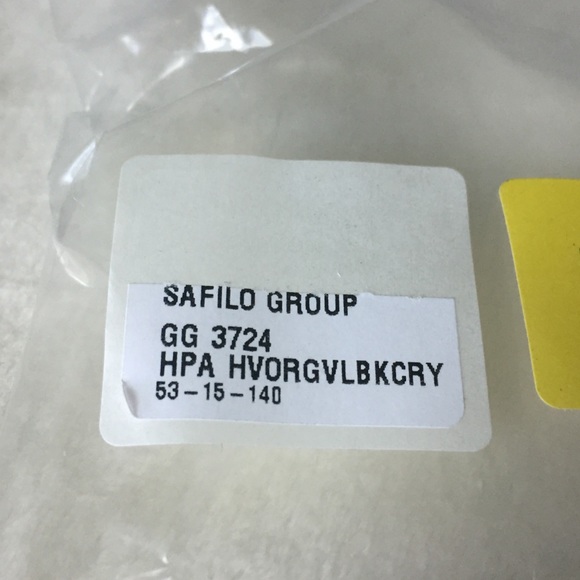 SAFILO GROUP
GG 3724
HPA HVORGVLBKCRY
53-15-140